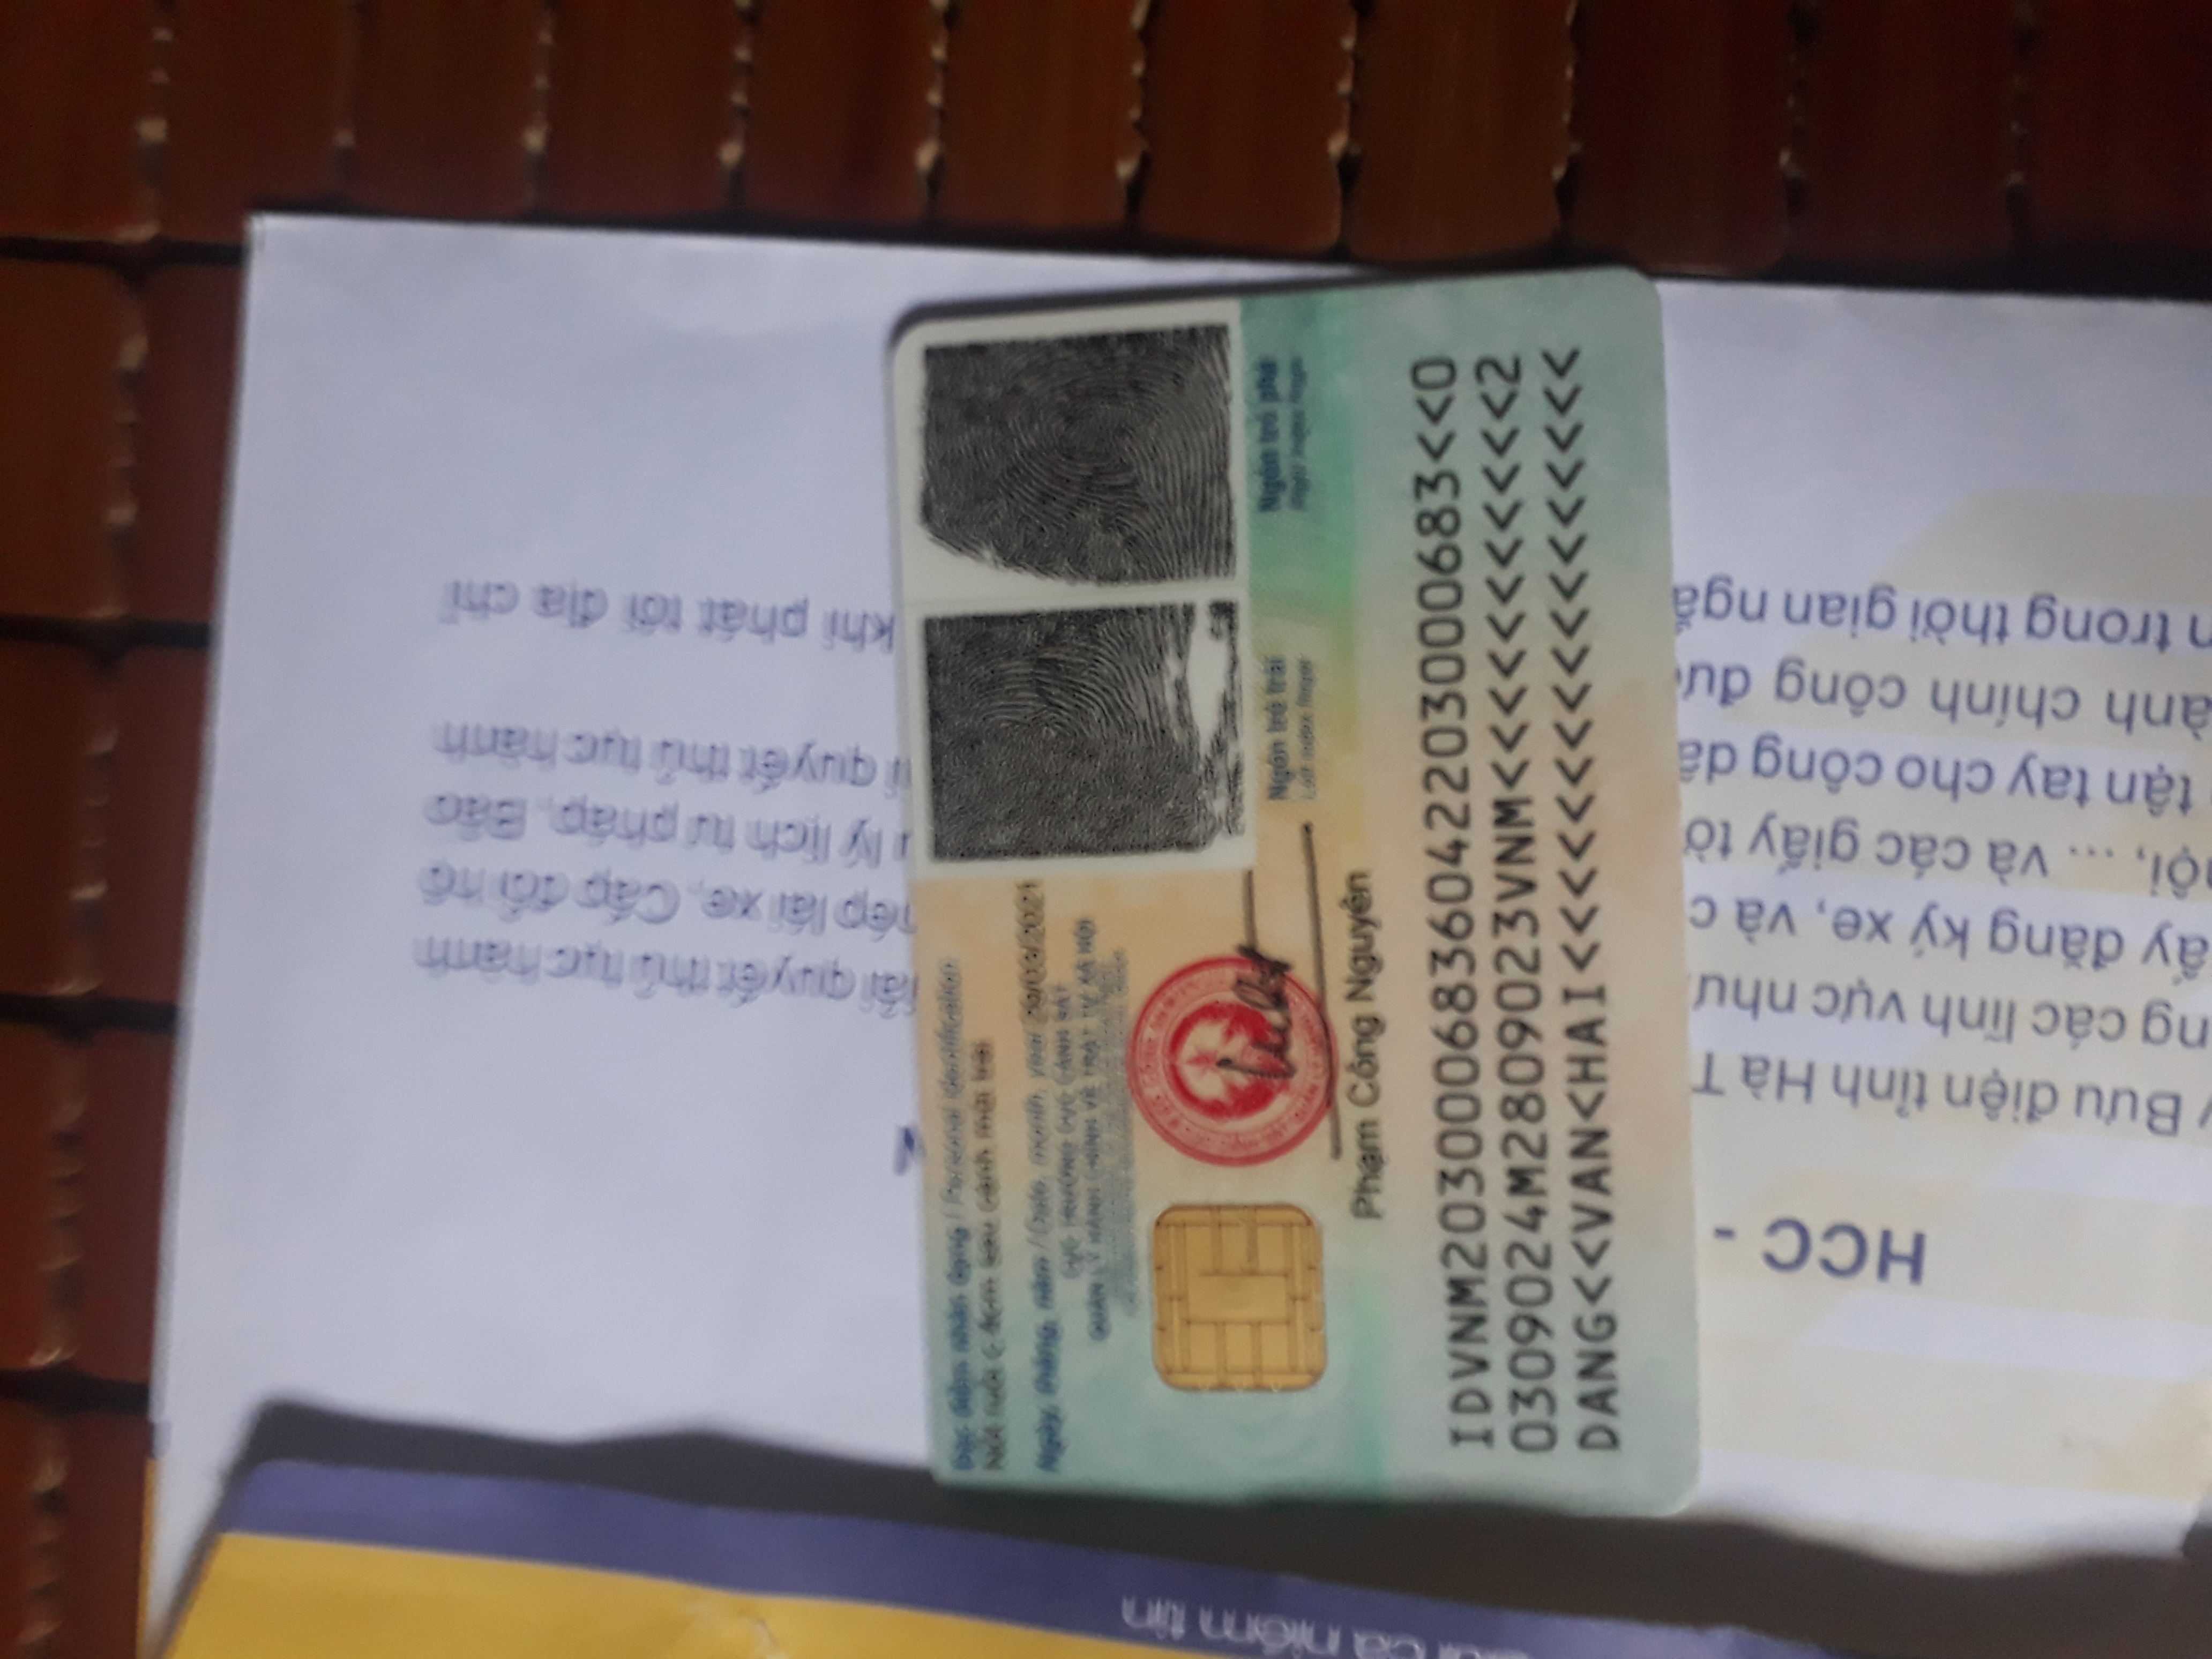 Đặc điểm nhân dạng / Personal identification:
Nốt ruồi c 4cm sau cánh mũi trái
Ngày, tháng, năm / Date, month, year 29/03/2021
CỤC TRƯỞNG CỤC CẢNH SÁT
QUẢN LÝ HÀNH CHÍNH VỀ TRẬT TỰ XÃ HỘI
Phạm Công Nguyên
Ngón trỏ trái
Left index finger
Ngón trỏ phải
Right index finger
IDVNM2030006836042203000683<<0
0309024M2809023VNM<<<<<<<<<<<2
DANG<<VAN<HAI<<<<<<<<<<<<<<<<<
HCC -
Bưu điện tỉnh Hà T
quyết thủ tục hành
ng các lĩnh vực như
lái xe, Cấp đổi hộ
ấy đăng ký xe, và c
lý lịch tư pháp, Bảo
ội, ... và các giấy tờ
quyết thủ tục hành
tận tay cho công dâ
ành chính công đư
khi phát tới địa chỉ
n trong thời gian ngắ
cả niềm tin